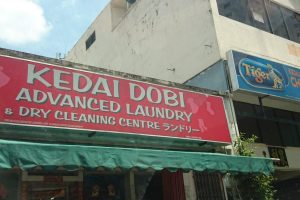 KEDAI DOBI
ADVANCED LAUNDRY
& DRY CLEANING CENTRE ランドリー
Tiger